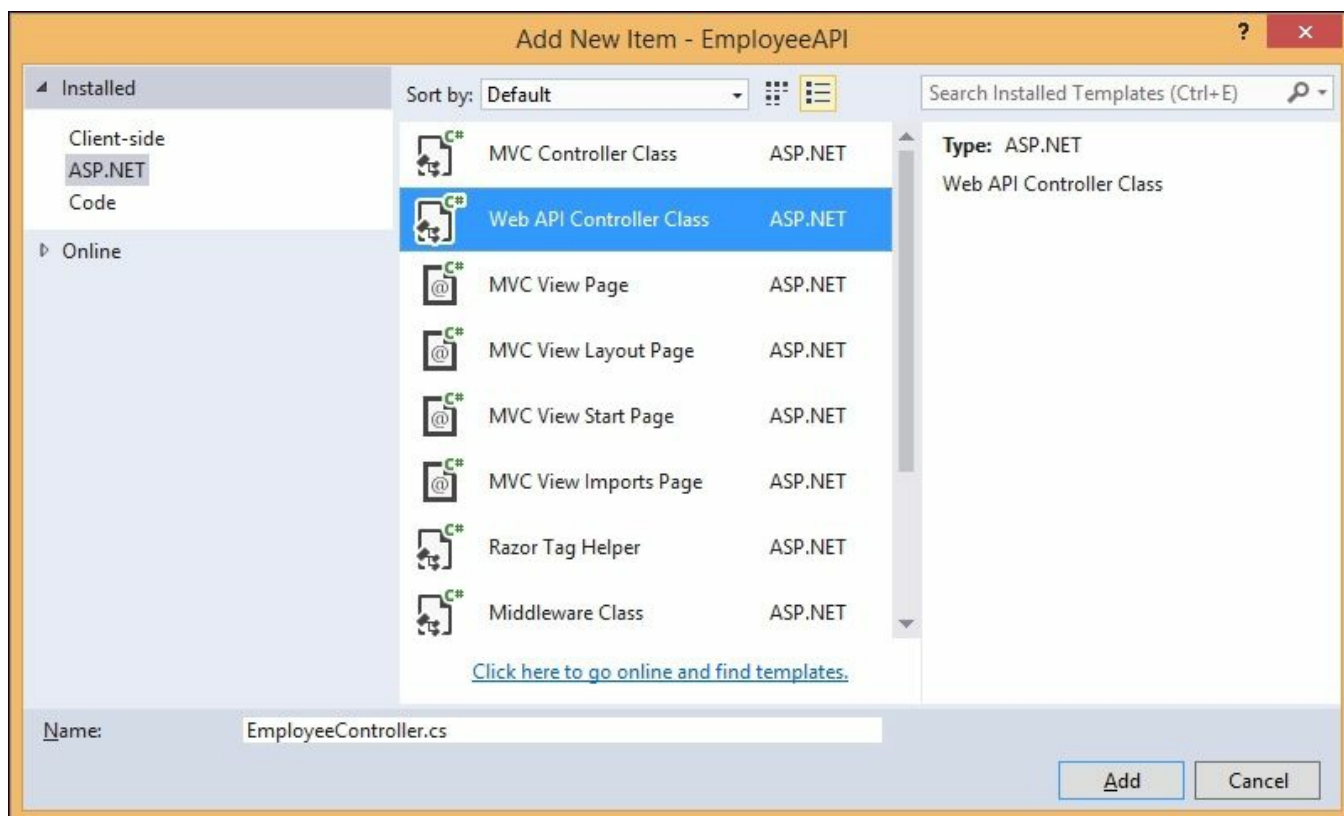 Add New Item - EmployeeAPI
?
Installed
Client-side
ASP.NET
Code
Online
Sort by: Default
Search Installed Templates (Ctrl+E)
C# MVC Controller Class ASP.NET
C# Web API Controller Class ASP.NET
C# MVC View Page ASP.NET
C# MVC View Layout Page ASP.NET
C# MVC View Start Page ASP.NET
C# MVC View Imports Page ASP.NET
C# Razor Tag Helper ASP.NET
C# Middleware Class ASP.NET
Click here to go online and find templates.
Type: ASP.NET
Web API Controller Class
Name: EmployeeController.cs
Add Cancel